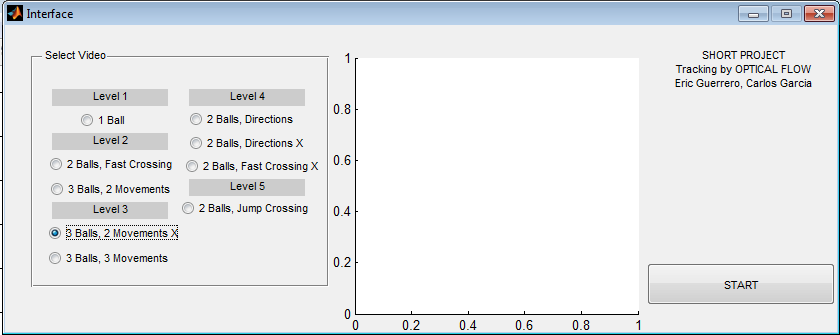 Interface
Select Video
Level 1
1 Ball
Level 2
2 Balls, Fast Crossing
3 Balls, 2 Movements
Level 3
3 Balls, 2 Movements X
3 Balls, 3 Movements
Level 4
2 Balls, Directions
2 Balls, Directions X
2 Balls, Fast Crossing X
Level 5
2 Balls, Jump Crossing
1
0.8
0.6
0.4
0.2
0
0
0.2
0.4
0.6
0.8
1
SHORT PROJECT
Tracking by OPTICAL FLOW
Eric Guerrero, Carlos Garcia
START